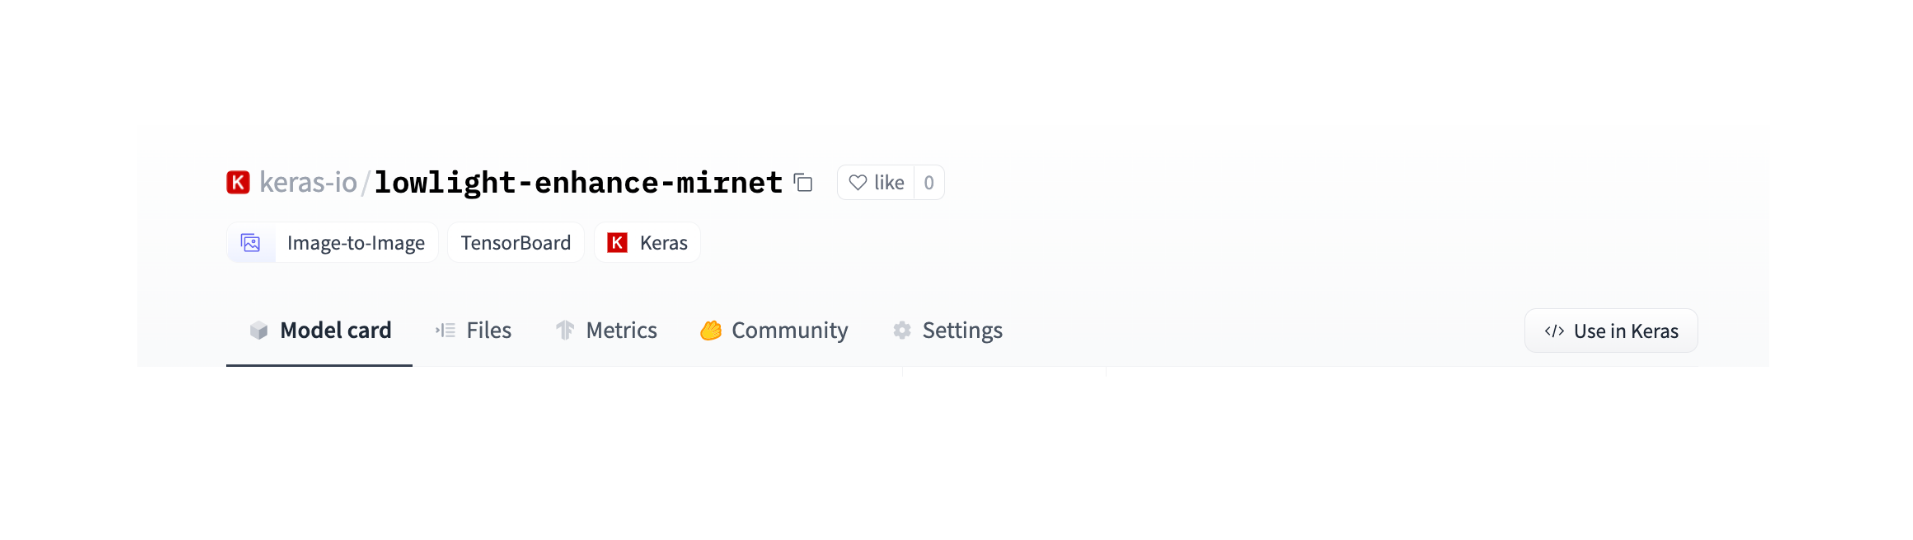 K keras-io/lowlight-enhance-mirnet like 0
Image-to-Image TensorBoard K Keras
Model card Files Metrics Community Settings </> Use in Keras